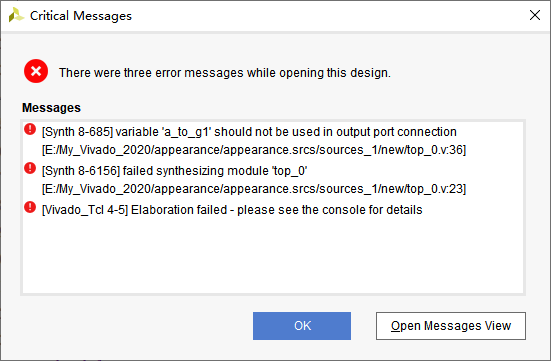 Critical Messages
There were three error messages while opening this design.
Messages
[Synth 8-685] variable 'a_to_g1' should not be used in output port connection
[E:/My_Vivado_2020/appearance/appearance.srcs/sources_1/new/top_0.v:36]
[Synth 8-6156] failed synthesizing module 'top_0'
[E:/My_Vivado_2020/appearance/appearance.srcs/sources_1/new/top_0.v:23]
[Vivado_Tcl 4-5] Elaboration failed - please see the console for details
OK
Open Messages View